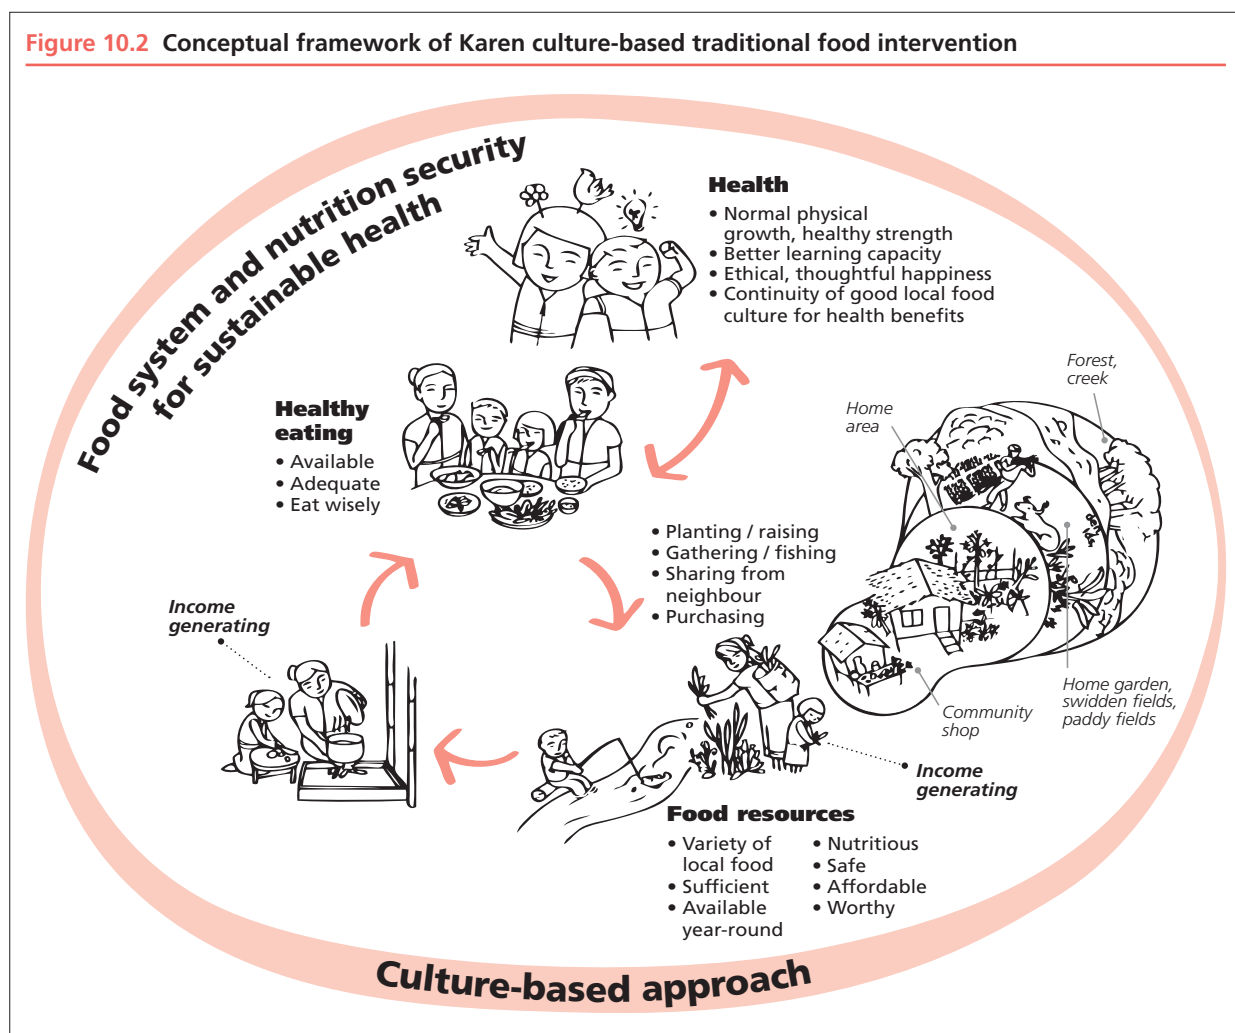 Figure 10.2 Conceptual framework of Karen culture-based traditional food intervention
Food system and nutrition security
for sustainable health
Health
• Normal physical
growth, healthy strength
• Better learning capacity
• Ethical, thoughtful happiness
• Continuity of good local food
culture for health benefits
Healthy
eating
• Available
• Adequate
• Eat wisely
Forest,
creek
Home
area
• Planting / raising
• Gathering / fishing
• Sharing from
neighbour
• Purchasing
Income
generating
Home garden,
swidden fields,
paddy fields
Community
shop
Income
generating
Food resources
• Variety of
local food
• Sufficient
• Available
year-round
• Nutritious
• Safe
• Affordable
• Worthy
Culture-based approach